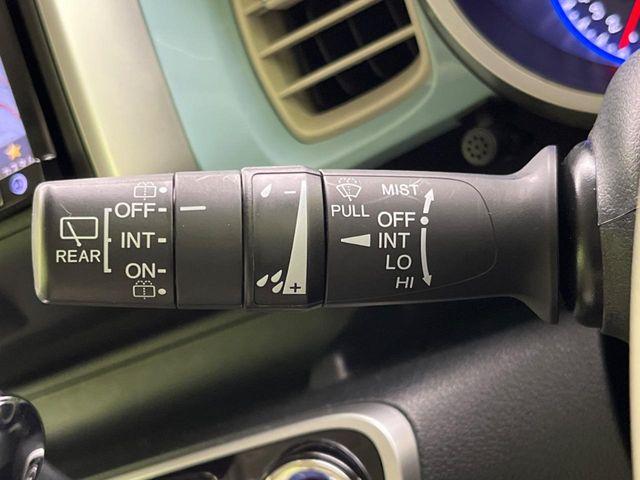 OFF
INT
REAR
ON
−
+
PULL
MIST
OFF
INT
LO
HI